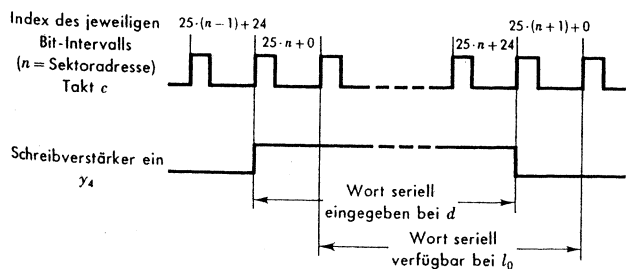 Index des jeweiligen
Bit-Intervalls
(n = Sektoradresse)
Takt c
25·(n−1)+24
25·n+0
25·n+24
25·(n+1)+0
Schreibverstärker ein
y₄
Wort seriell
eingegeben bei d
Wort seriell
verfügbar bei l₀